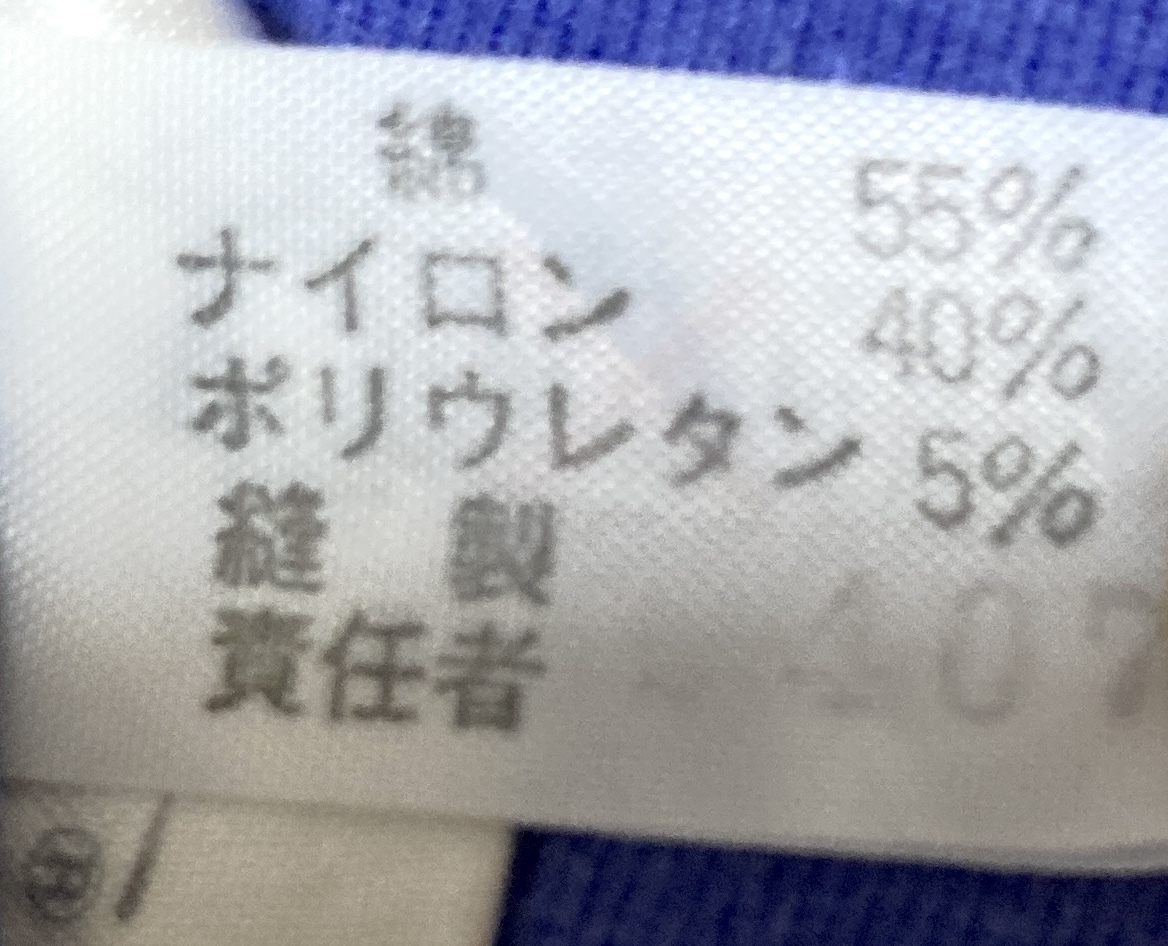 綿 55%
ナイロン 40%
ポリウレタン 5%
縫 製
責任者